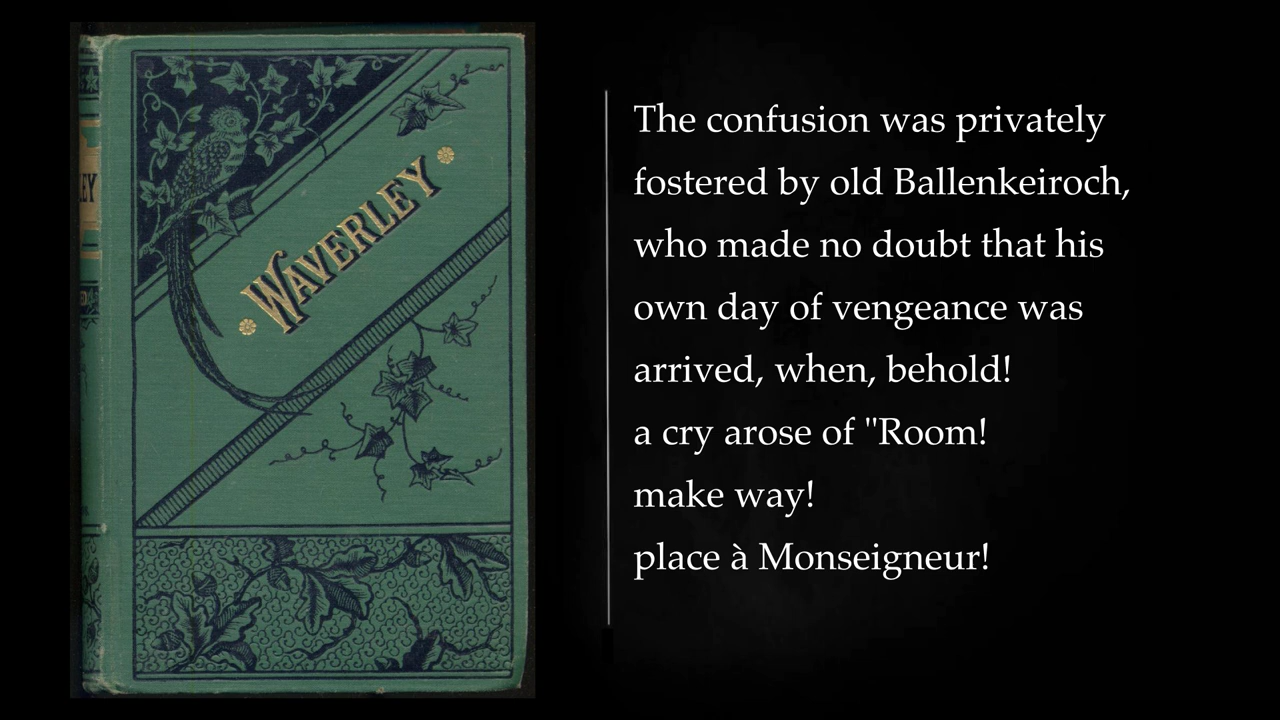 WAVERLEY
The confusion was privately
fostered by old Ballenkeiroch,
who made no doubt that his
own day of vengeance was
arrived, when, behold!
a cry arose of "Room!
make way!
place à Monseigneur!